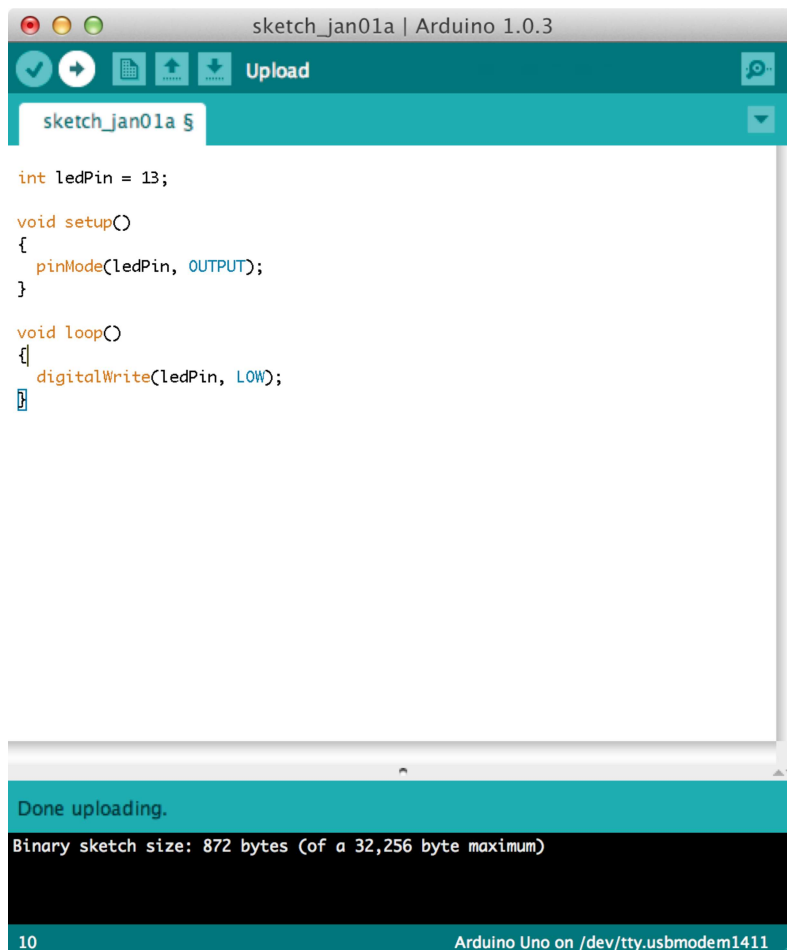 sketch_jan01a | Arduino 1.0.3
Upload
sketch_jan01a §
int ledPin = 13;
void setup()
{
  pinMode(ledPin, OUTPUT);
}
void loop()
{
  digitalWrite(ledPin, LOW);
}
Done uploading.
Binary sketch size: 872 bytes (of a 32,256 byte maximum)
10 Arduino Uno on /dev/tty.usbmodem1411